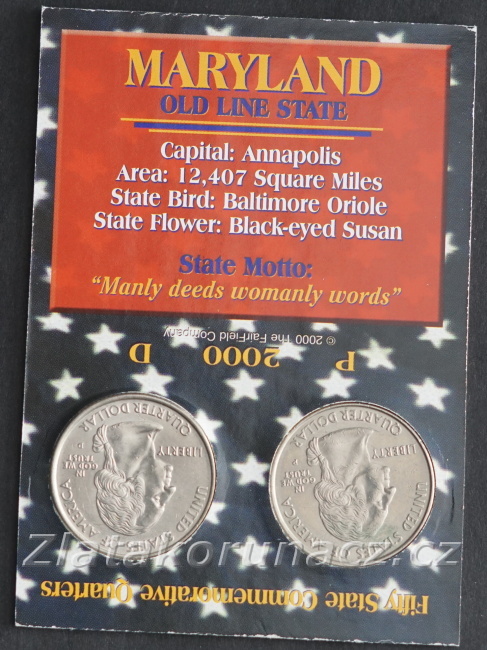 MARYLAND
OLD LINE STATE
Capital: Annapolis
Area: 12,407 Square Miles
State Bird: Baltimore Oriole
State Flower: Black-eyed Susan
State Motto:
"Manly deeds womanly words"
© 2000 The FairField Company
P 2000 D
UNITED STATES OF AMERICA
LIBERTY
IN
GOD WE
TRUST
P
QUARTER DOLLAR
UNITED STATES OF AMERICA
LIBERTY
IN
GOD WE
TRUST
QUARTER DOLLAR
Zlatakorunacz.cz
Fifty State Commemorative Quarters